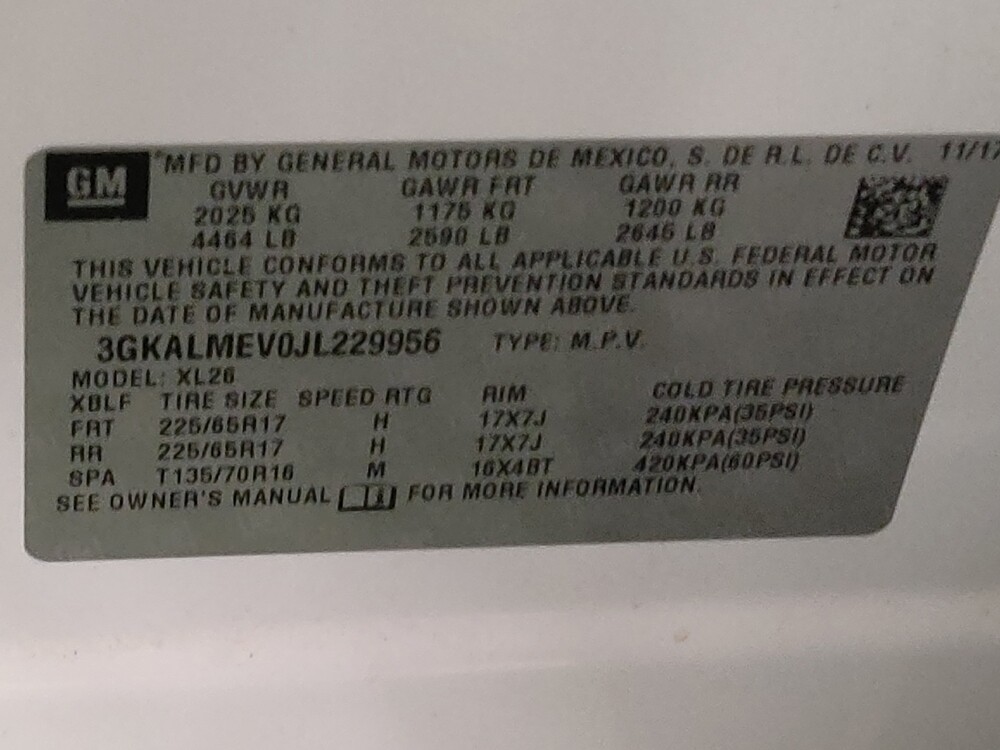 GM
MFD BY GENERAL MOTORS DE MEXICO, S. DE R.L. DE C.V. 11/17
GVWR GAWR FRT GAWR RR
2025 KG 1175 KG 1200 KG
4464 LB 2590 LB 2645 LB
THIS VEHICLE CONFORMS TO ALL APPLICABLE U.S. FEDERAL MOTOR
VEHICLE SAFETY AND THEFT PREVENTION STANDARDS IN EFFECT ON
THE DATE OF MANUFACTURE SHOWN ABOVE.
3GKALMEV0JL229956 TYPE: M.P.V.
MODEL: XL26
XBLF TIRE SIZE SPEED RTG RIM COLD TIRE PRESSURE
FRT 225/65R17 H 17X7J 240KPA(35PSI)
RR 225/65R17 H 17X7J 240KPA(35PSI)
SPA T135/70R16 M 16X4BT 420KPA(60PSI)
SEE OWNER'S MANUAL FOR MORE INFORMATION.